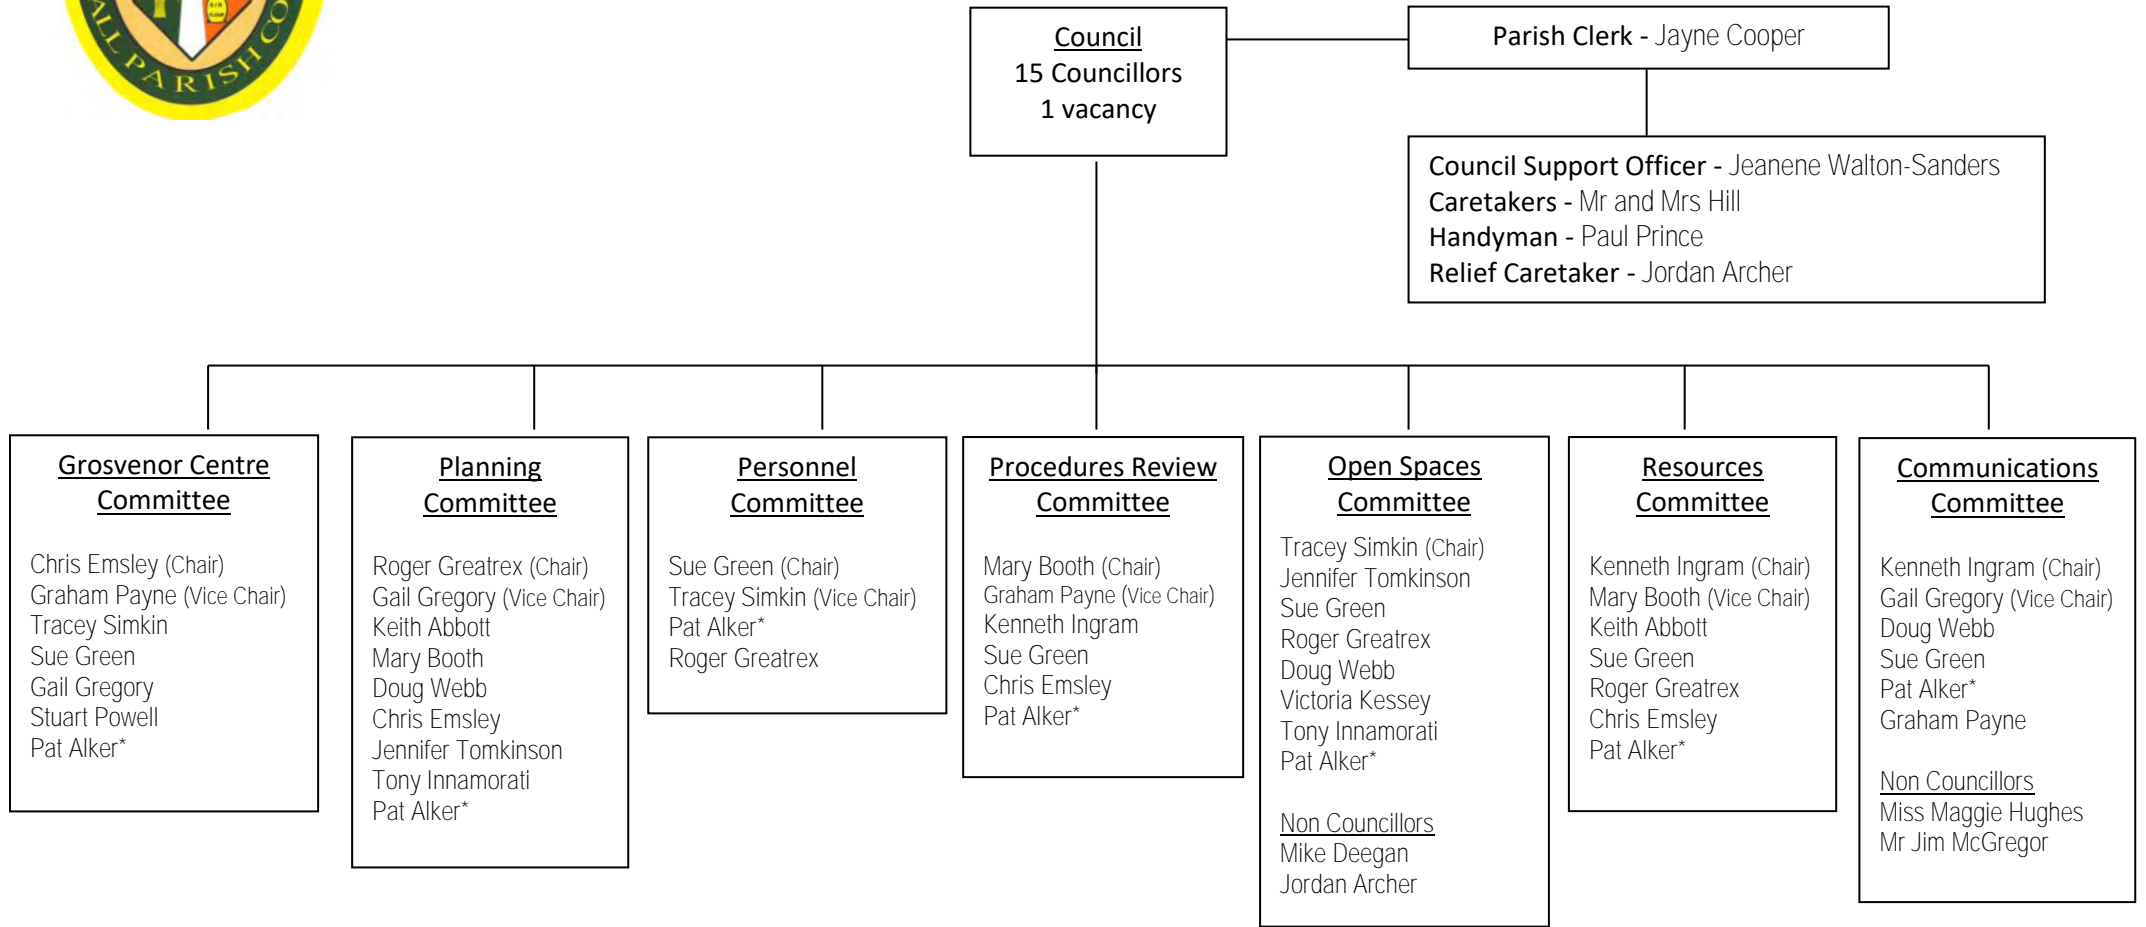 ALL PARISH CO
Council
15 Councillors
1 vacancy
Parish Clerk - Jayne Cooper
Council Support Officer - Jeanene Walton-Sanders
Caretakers - Mr and Mrs Hill
Handyman - Paul Prince
Relief Caretaker - Jordan Archer
Grosvenor Centre
Committee
Chris Emsley (Chair)
Graham Payne (Vice Chair)
Tracey Simkin
Sue Green
Gail Gregory
Stuart Powell
Pat Alker*
Planning
Committee
Roger Greatrex (Chair)
Gail Gregory (Vice Chair)
Keith Abbott
Mary Booth
Doug Webb
Chris Emsley
Jennifer Tomkinson
Tony Innamorati
Pat Alker*
Personnel
Committee
Sue Green (Chair)
Tracey Simkin (Vice Chair)
Pat Alker*
Roger Greatrex
Procedures Review
Committee
Mary Booth (Chair)
Graham Payne (Vice Chair)
Kenneth Ingram
Sue Green
Chris Emsley
Pat Alker*
Open Spaces
Committee
Tracey Simkin (Chair)
Jennifer Tomkinson
Sue Green
Roger Greatrex
Doug Webb
Victoria Kessey
Tony Innamorati
Pat Alker*
Non Councillors
Mike Deegan
Jordan Archer
Resources
Committee
Kenneth Ingram (Chair)
Mary Booth (Vice Chair)
Keith Abbott
Sue Green
Roger Greatrex
Chris Emsley
Pat Alker*
Communications
Committee
Kenneth Ingram (Chair)
Gail Gregory (Vice Chair)
Doug Webb
Sue Green
Pat Alker*
Graham Payne
Non Councillors
Miss Maggie Hughes
Mr Jim McGregor